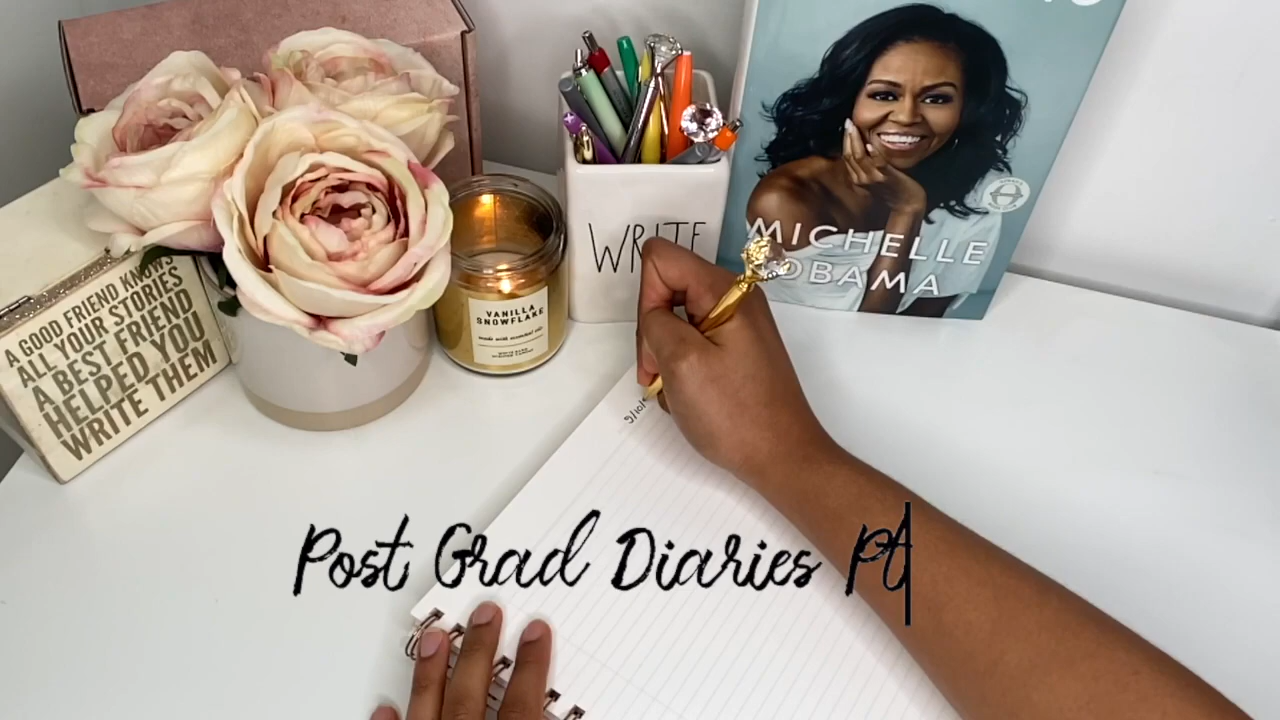 A GOOD FRIEND KNOWS
ALL YOUR STORIES
A BEST FRIEND
HELPED YOU
WRITE THEM
VANILLA
SNOWFLAKE
WRITE
MICHELLE
OBAMA
Post Grad Diaries Pt